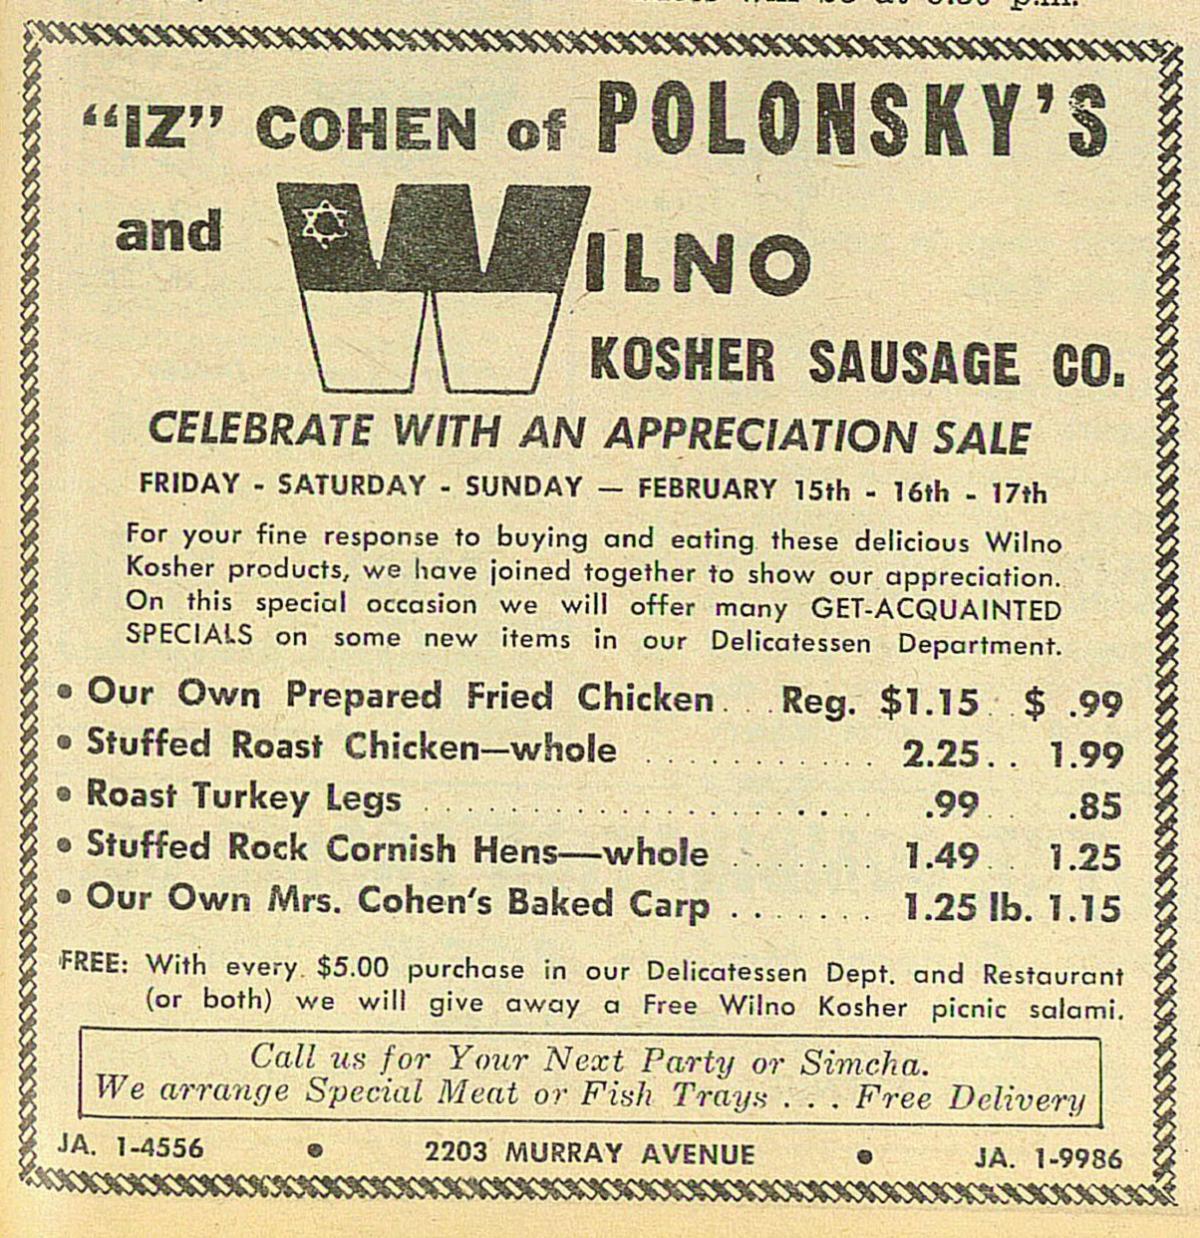 "IZ" COHEN of POLONSKY'S
and WILNO
KOSHER SAUSAGE CO.
CELEBRATE WITH AN APPRECIATION SALE
FRIDAY - SATURDAY - SUNDAY — FEBRUARY 15th - 16th - 17th
For your fine response to buying and eating these delicious Wilno
Kosher products, we have joined together to show our appreciation.
On this special occasion we will offer many GET-ACQUAINTED
SPECIALS on some new items in our Delicatessen Department.
• Our Own Prepared Fried Chicken . . . Reg. $1.15 $ .99
• Stuffed Roast Chicken—whole . . . . . . . . . . . . 2.25 . . 1.99
• Roast Turkey Legs . . . . . . . . . . . . . . . . . . . . .99 . . .85
• Stuffed Rock Cornish Hens—whole . . . . . . . . 1.49 . . 1.25
• Our Own Mrs. Cohen's Baked Carp . . . . . . . 1.25 lb. 1.15
FREE: With every $5.00 purchase in our Delicatessen Dept. and Restaurant
(or both) we will give away a Free Wilno Kosher picnic salami.
Call us for Your Next Party or Simcha.
We arrange Special Meat or Fish Trays . . . Free Delivery
JA. 1-4556 • 2203 MURRAY AVENUE • JA. 1-9986